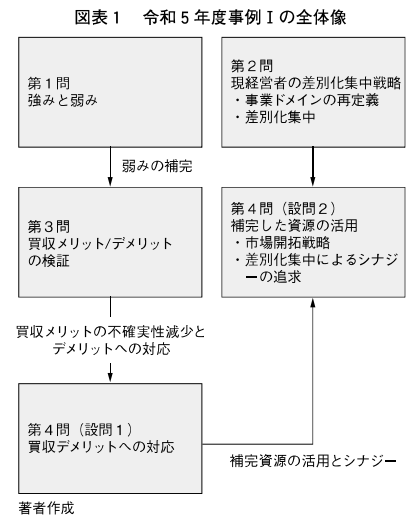 図表1　令和5年度事例Ⅰの全体像
第1問
強みと弱み
第2問
現経営者の差別化集中戦略
・事業ドメインの再定義
・差別化集中
弱みの補完
第3問
買収メリット/デメリット
の検証
第4問（設問2）
補完した資源の活用
・市場開拓戦略
・差別化集中によるシナジ
ーの追求
買収メリットの不確実性減少と
デメリットへの対応
第4問（設問1）
買収デメリットへの対応
補完資源の活用とシナジー
著者作成